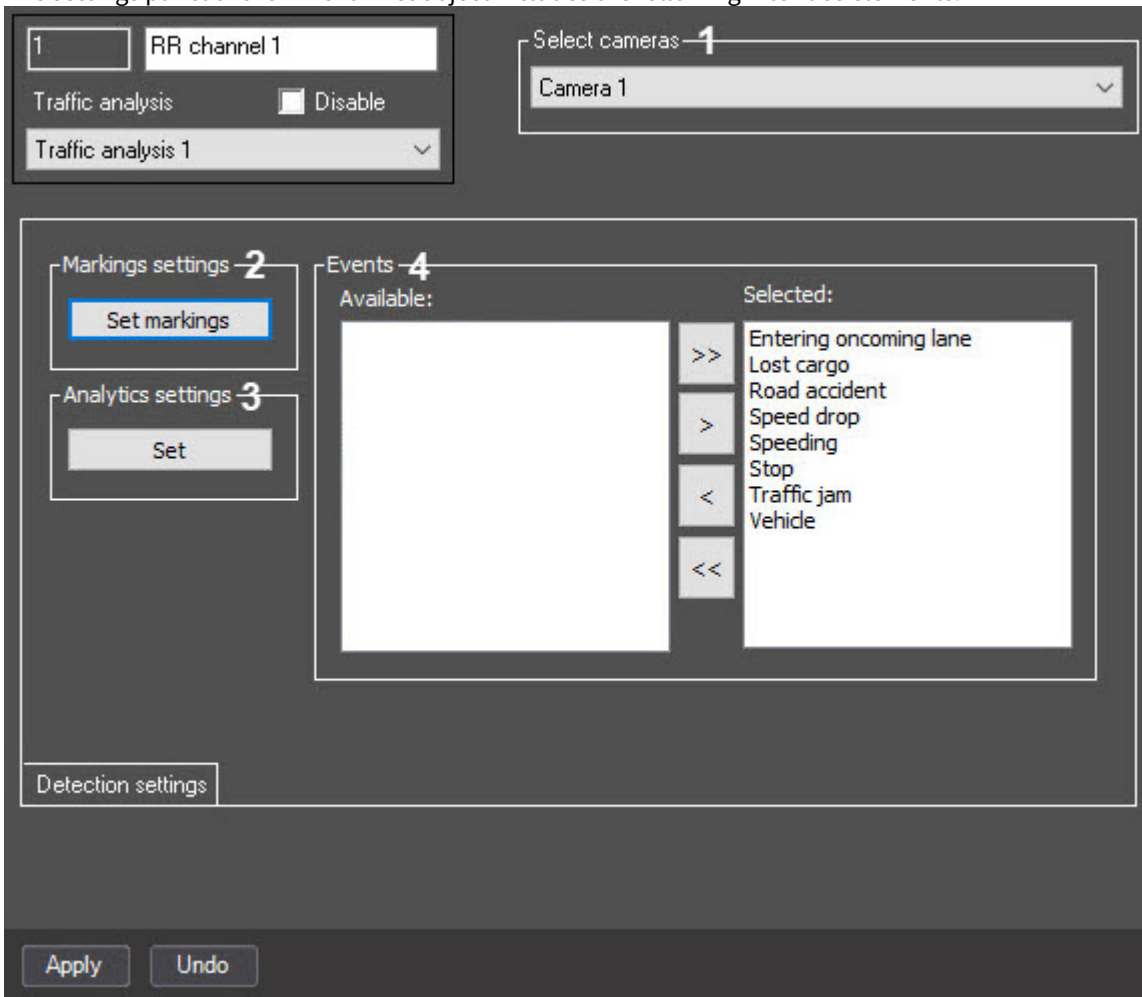 1 RR channel 1
Traffic analysis Disable
Traffic analysis 1
Select cameras 1
Camera 1
Markings settings 2
Set markings
Analytics settings 3
Set
Events 4
Available:
>>
>
<
<<
Selected:
Entering oncoming lane
Lost cargo
Road accident
Speed drop
Speeding
Stop
Traffic jam
Vehicle
Detection settings
Apply Undo